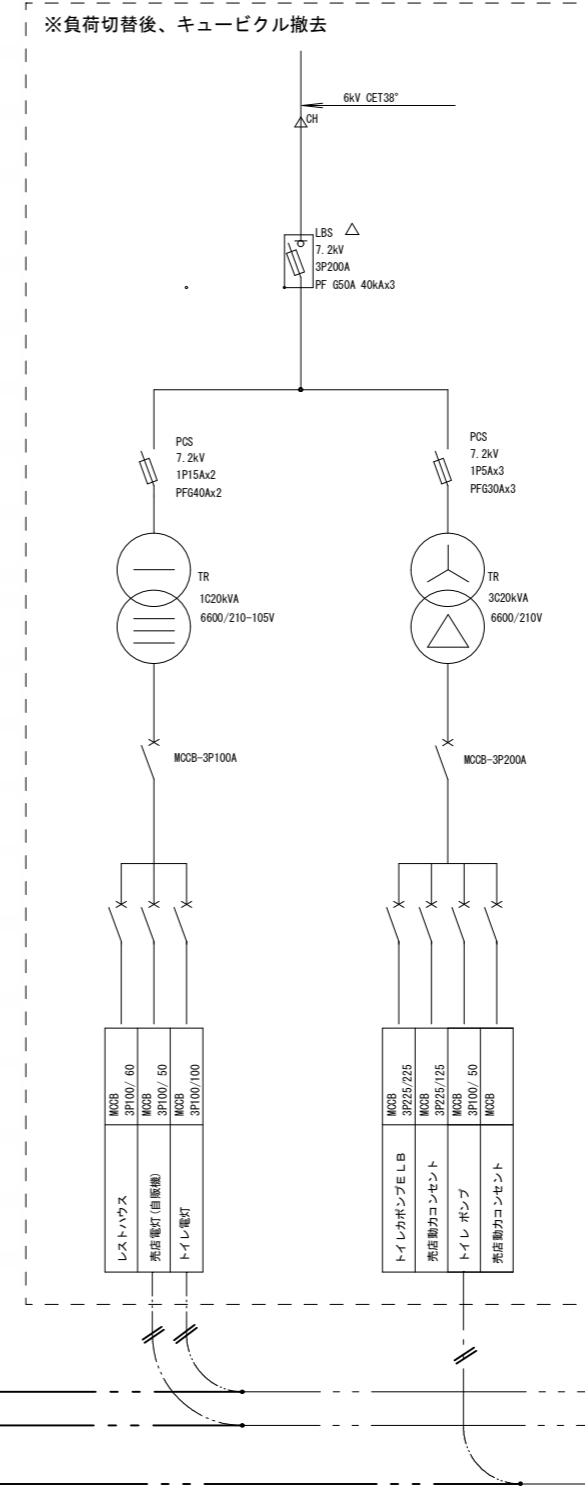 ※負荷切替後、キュービクル撤去
6kV CET38°
CH
LBS
7.2kV
3P200A
PF G50A 40kAx3
PCS
7.2kV
1P15Ax2
PFG40Ax2
PCS
7.2kV
1P5Ax3
PFG30Ax3
TR
1C20kVA
6600/210-105V
TR
3C20kVA
6600/210V
MCCB-3P100A
MCCB-3P200A
MCCB
3P100/ 60
MCCB
3P100/ 50
MCCB
3P100/100
MCCB
3P225/225
MCCB
3P225/125
MCCB
3P100/ 50
MCCB
レストハウス
売店電灯(自販機)
トイレ電灯
トイレカポンプＥＬＢ
売店動力コンセント
トイレ ポンプ
売店動力コンセント